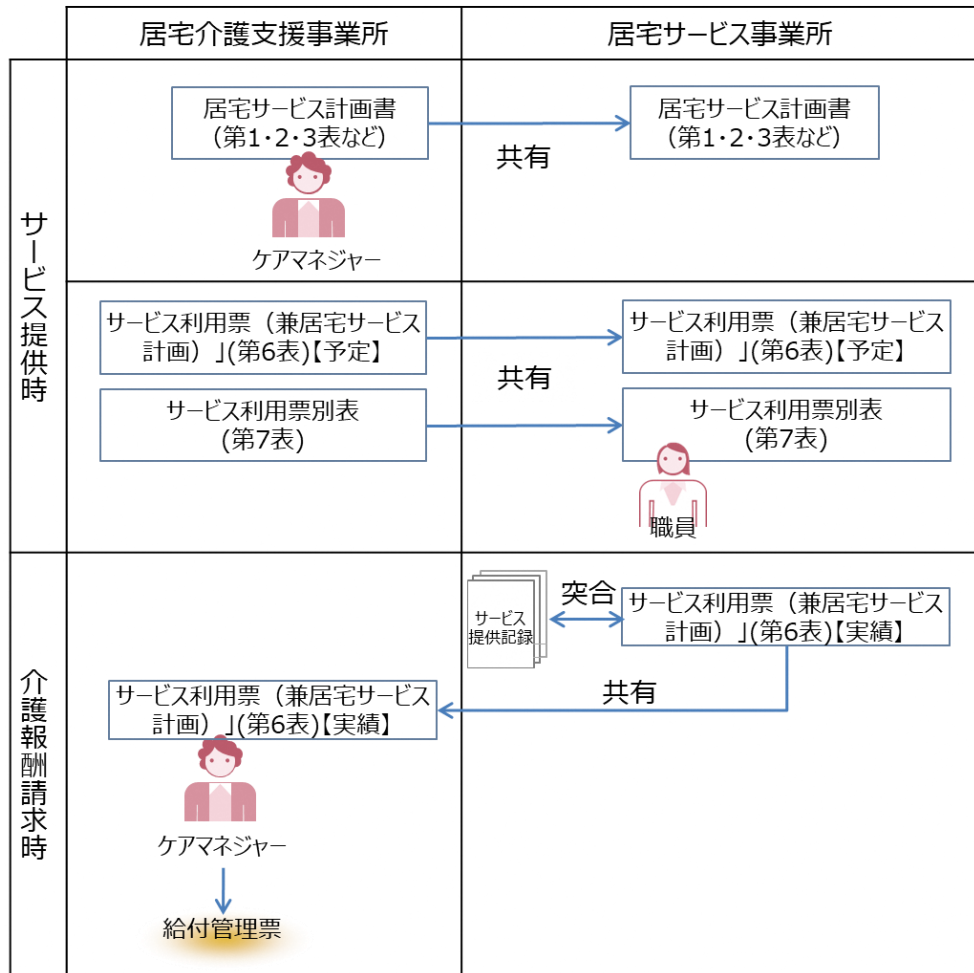 居宅介護支援事業所
居宅サービス事業所
サービス提供時
居宅サービス計画書
(第1・2・3表など)
共有
居宅サービス計画書
(第1・2・3表など)
ケアマネジャー
サービス利用票（兼居宅サービス
計画）」(第6表)【予定】
共有
サービス利用票（兼居宅サービス
計画）」(第6表)【予定】
サービス利用票別表
(第7表)
サービス利用票別表
(第7表)
職員
介護報酬請求時
サービス
提供記録
突合
サービス利用票（兼居宅サービス
計画）」(第6表)【実績】
共有
サービス利用票（兼居宅サービス
計画）」(第6表)【実績】
ケアマネジャー
給付管理票